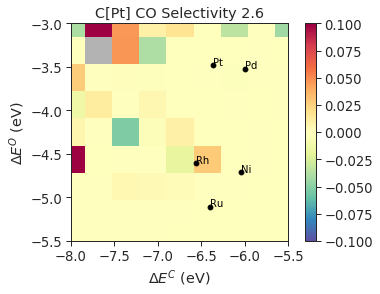 C[Pt] CO Selectivity 2.6
−3.0
−3.5
−4.0
−4.5
−5.0
−5.5
ΔE^O (eV)
Pt
Pd
Rh
Ni
Ru
−8.0 −7.5 −7.0 −6.5 −6.0 −5.5
ΔE^C (eV)
0.100
0.075
0.050
0.025
0.000
−0.025
−0.050
−0.075
−0.100